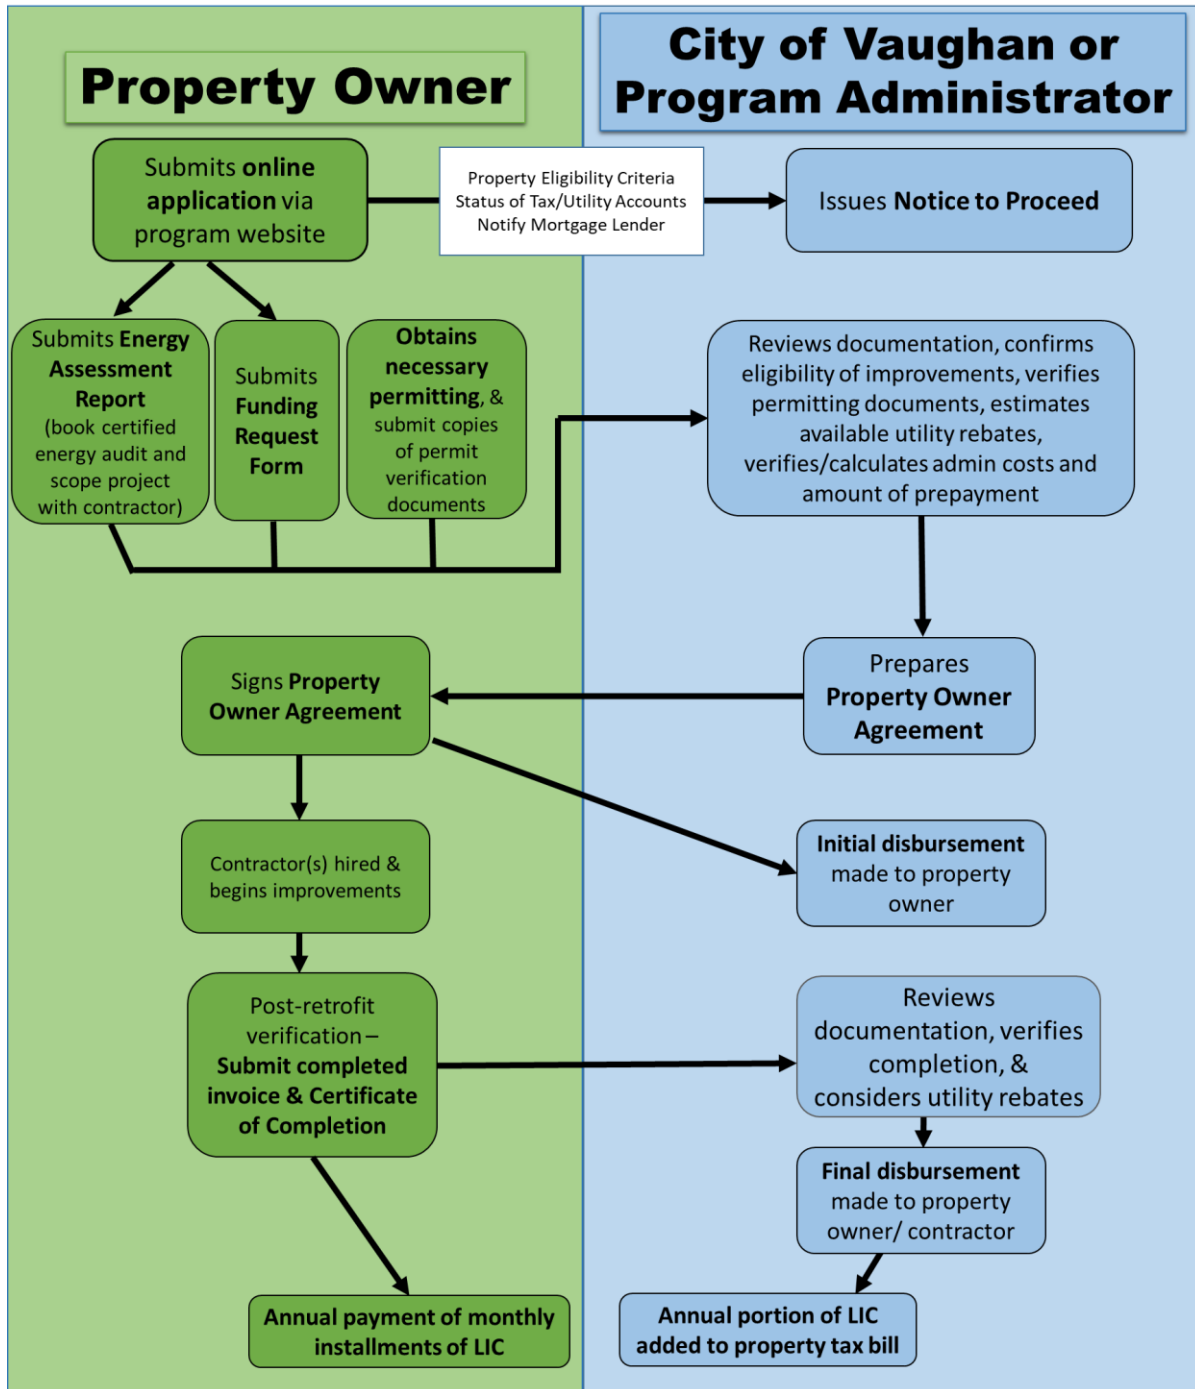 Property Owner
City of Vaughan or
Program Administrator
Submits online
application via
program website
Property Eligibility Criteria
Status of Tax/Utility Accounts
Notify Mortgage Lender
Issues Notice to Proceed
Submits Energy
Assessment
Report
(book certified
energy audit and
scope project
with contractor)
Submits
Funding
Request
Form
Obtains
necessary
permitting, &
submit copies
of permit
verification
documents
Reviews documentation, confirms
eligibility of improvements, verifies
permitting documents, estimates
available utility rebates,
verifies/calculates admin costs and
amount of prepayment
Signs Property
Owner Agreement
Prepares
Property Owner
Agreement
Contractor(s) hired &
begins improvements
Initial disbursement
made to property
owner
Post-retrofit
verification –
Submit completed
invoice & Certificate
of Completion
Reviews
documentation, verifies
completion, &
considers utility rebates
Final disbursement
made to property
owner/ contractor
Annual payment of monthly
installments of LIC
Annual portion of LIC
added to property tax bill